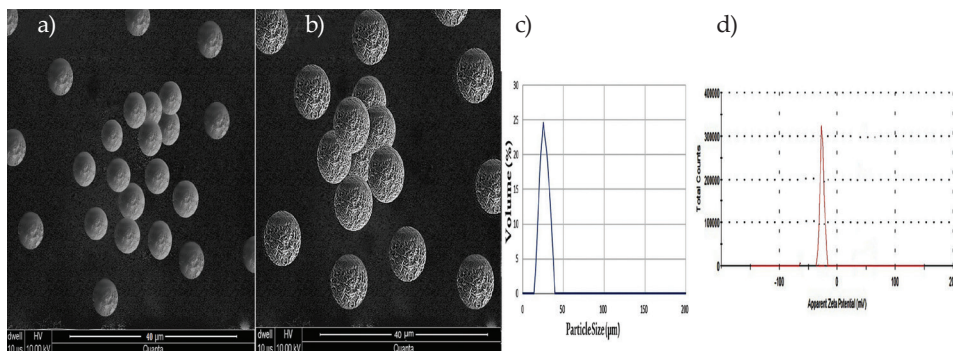 a)
b)
c)
d)
dwell
HV
40 µm
10 µs
10.00 kV
Quanta
dwell
HV
40 µm
10 µs
10.00 kV
Quanta
Volume (%)
30
25
20
15
10
5
0
0
50
100
150
200
Particle Size (µm)
Total Counts
400000
300000
200000
100000
0
-100
0
100
200
Apparent Zeta Potential (mV)